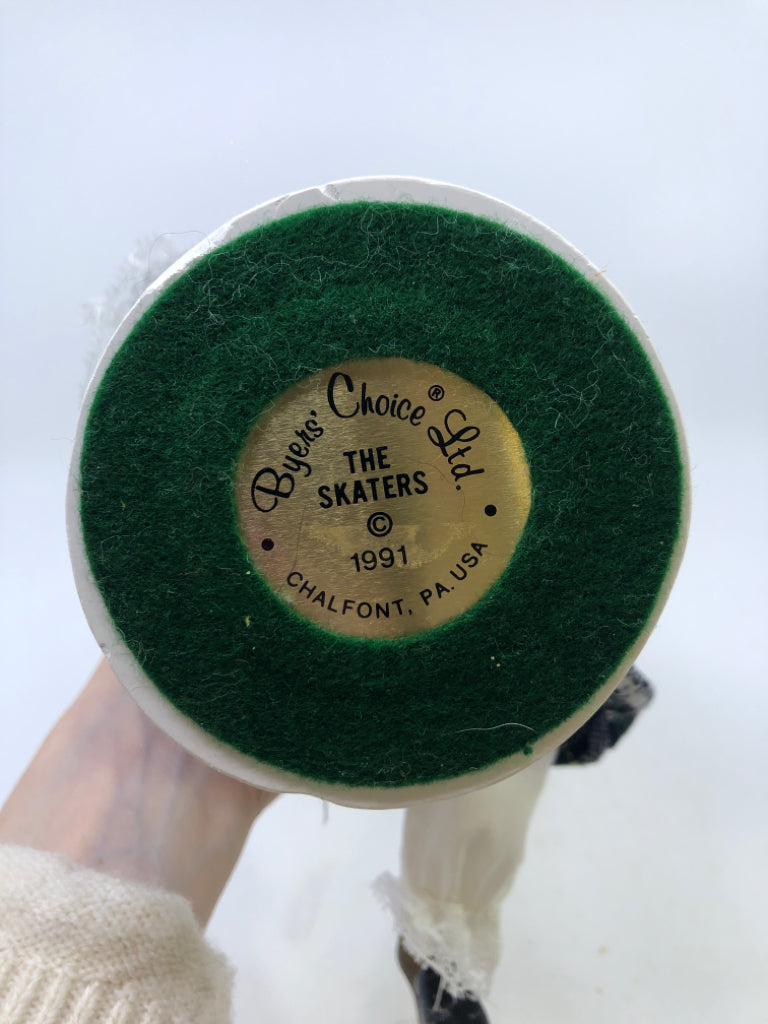 Byers' Choice® Ltd.
THE
SKATERS
©
1991
CHALFONT, PA. USA